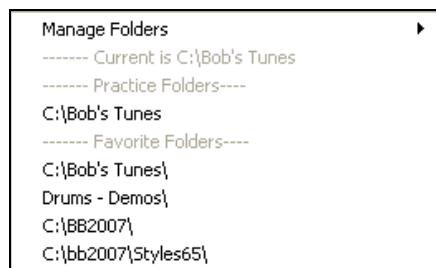 Manage Folders
------- Current is C:\Bob's Tunes
------- Practice Folders----
C:\Bob's Tunes
------- Favorite Folders----
C:\Bob's Tunes\
Drums - Demos\
C:\BB2007\
C:\bb2007\Styles65\